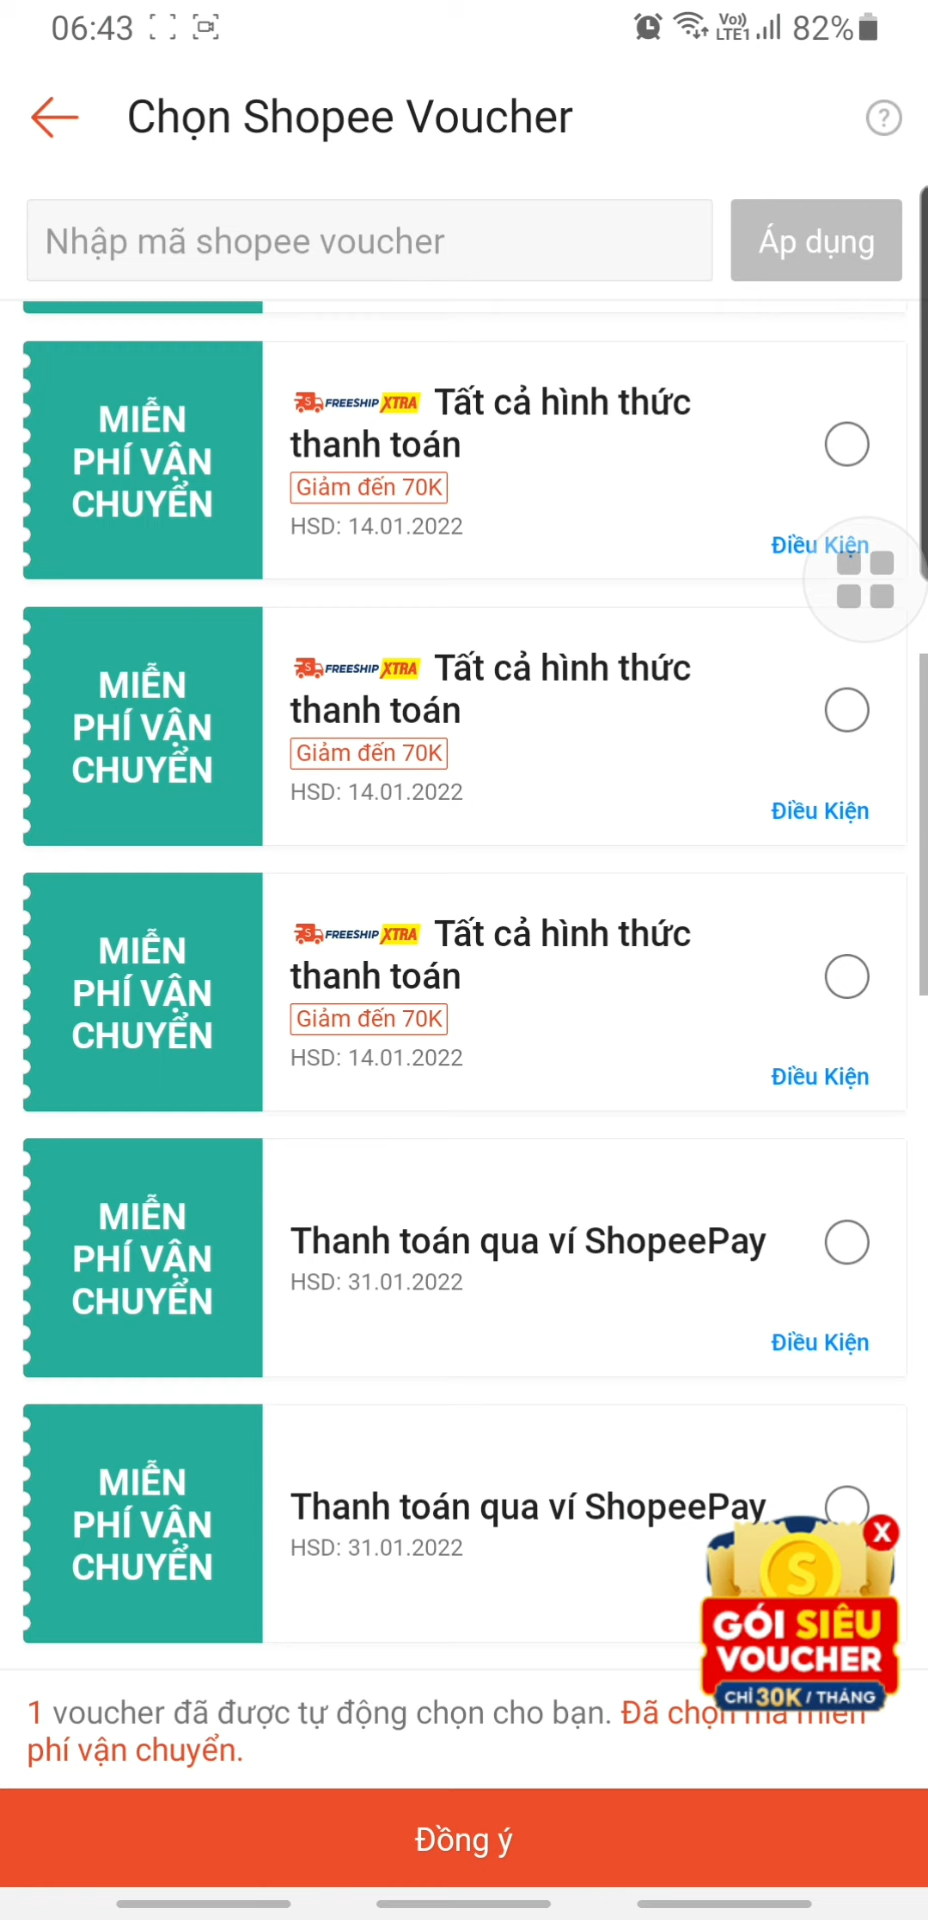 06:43 Vo)) LTE1 82%
Chọn Shopee Voucher ?
Nhập mã shopee voucher Áp dụng
MIỄN
PHÍ VẬN
CHUYỂN
S FREESHIP XTRA Tất cả hình thức
thanh toán
Giảm đến 70K
HSD: 14.01.2022
Điều Kiện
MIỄN
PHÍ VẬN
CHUYỂN
S FREESHIP XTRA Tất cả hình thức
thanh toán
Giảm đến 70K
HSD: 14.01.2022
Điều Kiện
MIỄN
PHÍ VẬN
CHUYỂN
S FREESHIP XTRA Tất cả hình thức
thanh toán
Giảm đến 70K
HSD: 14.01.2022
Điều Kiện
MIỄN
PHÍ VẬN
CHUYỂN
Thanh toán qua ví ShopeePay
HSD: 31.01.2022
Điều Kiện
MIỄN
PHÍ VẬN
CHUYỂN
Thanh toán qua ví ShopeePay
HSD: 31.01.2022
X
S
GÓI SIÊU
VOUCHER
CHỈ 30K / THÁNG
1 voucher đã được tự động chọn cho bạn. Đã chọn mã miễn
phí vận chuyển.
Đồng ý